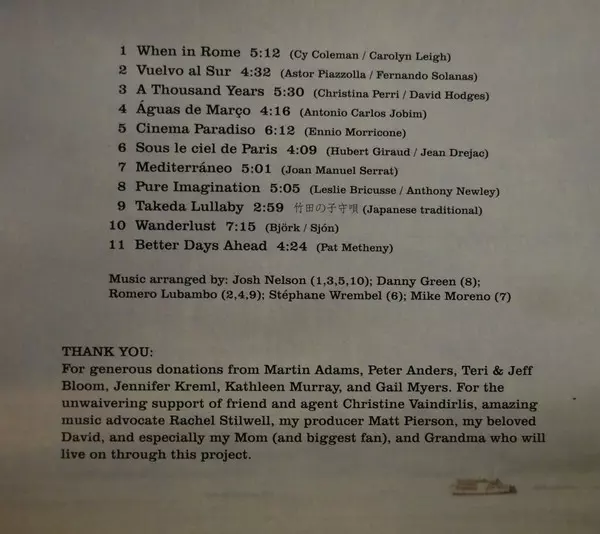 1 When in Rome 5:12 (Cy Coleman / Carolyn Leigh)
2 Vuelvo al Sur 4:32 (Astor Piazzolla / Fernando Solanas)
3 A Thousand Years 5:30 (Christina Perri / David Hodges)
4 Águas de Março 4:16 (Antonio Carlos Jobim)
5 Cinema Paradiso 6:12 (Ennio Morricone)
6 Sous le ciel de Paris 4:09 (Hubert Giraud / Jean Drejac)
7 Mediterráneo 5:01 (Joan Manuel Serrat)
8 Pure Imagination 5:05 (Leslie Bricusse / Anthony Newley)
9 Takeda Lullaby 2:59 竹田の子守唄 (Japanese traditional)
10 Wanderlust 7:15 (Björk / Sjón)
11 Better Days Ahead 4:24 (Pat Metheny)
Music arranged by: Josh Nelson (1,3,5,10); Danny Green (8);
Romero Lubambo (2,4,9); Stéphane Wrembel (6); Mike Moreno (7)
THANK YOU:
For generous donations from Martin Adams, Peter Anders, Teri & Jeff
Bloom, Jennifer Kreml, Kathleen Murray, and Gail Myers. For the
unwaivering support of friend and agent Christine Vaindirlis, amazing
music advocate Rachel Stilwell, my producer Matt Pierson, my beloved
David, and especially my Mom (and biggest fan), and Grandma who will
live on through this project.